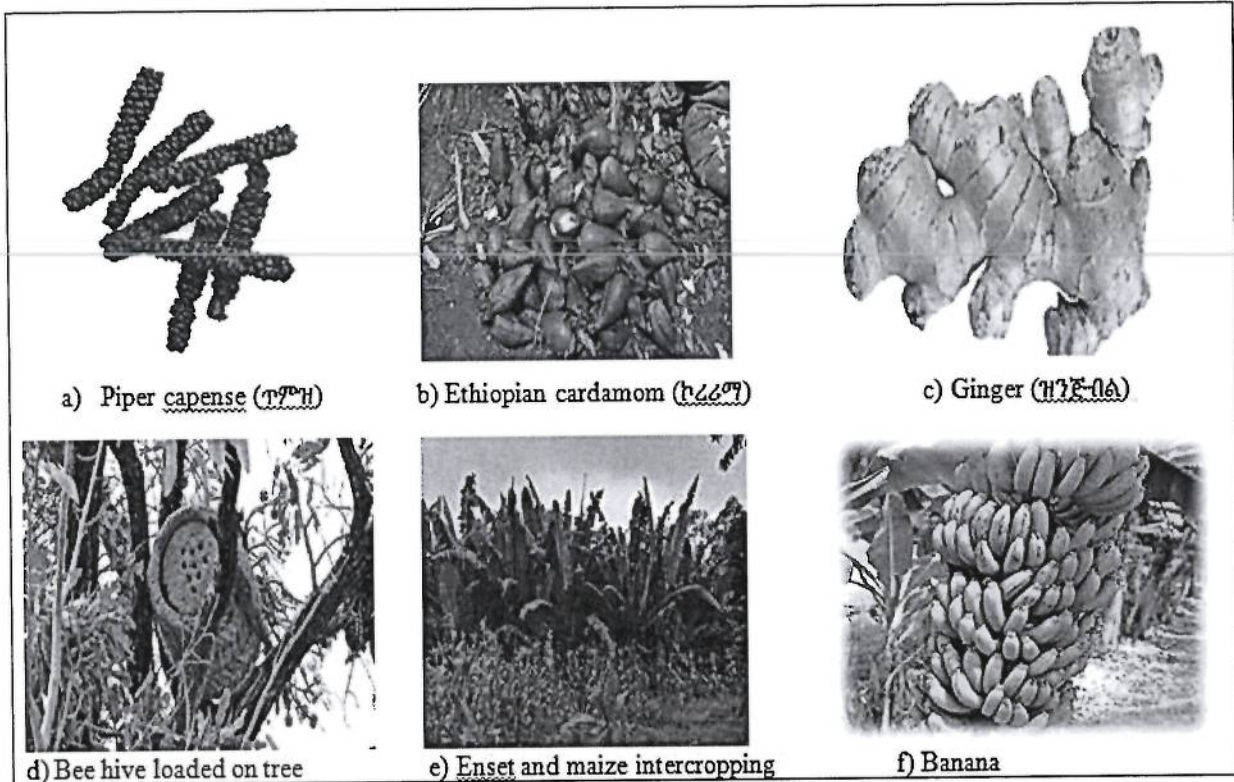 a) Piper capense (ጥምዝ)
b) Ethiopian cardamom (ኮረሪማ)
c) Ginger (ዝንጅብል)
d) Bee hive loaded on tree
e) Enset and maize intercropping
f) Banana